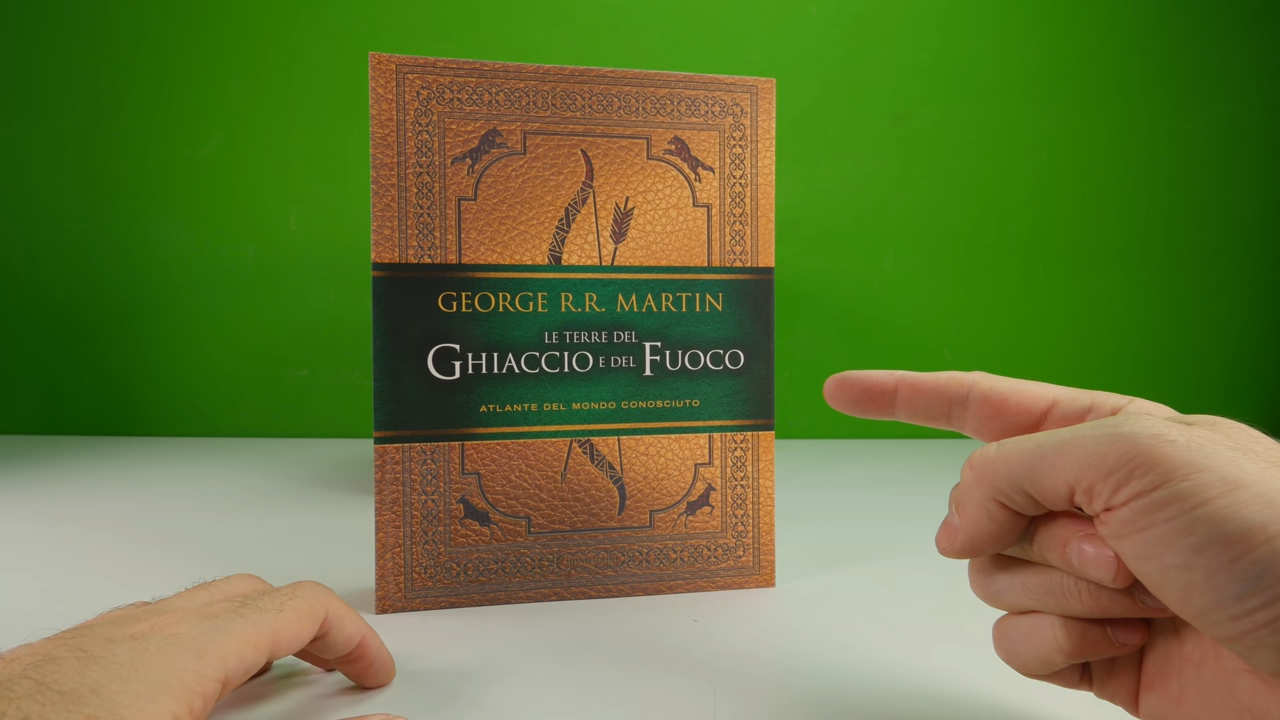 GEORGE R.R. MARTIN
LE TERRE DEL
GHIACCIO E DEL FUOCO
ATLANTE DEL MONDO CONOSCIUTO